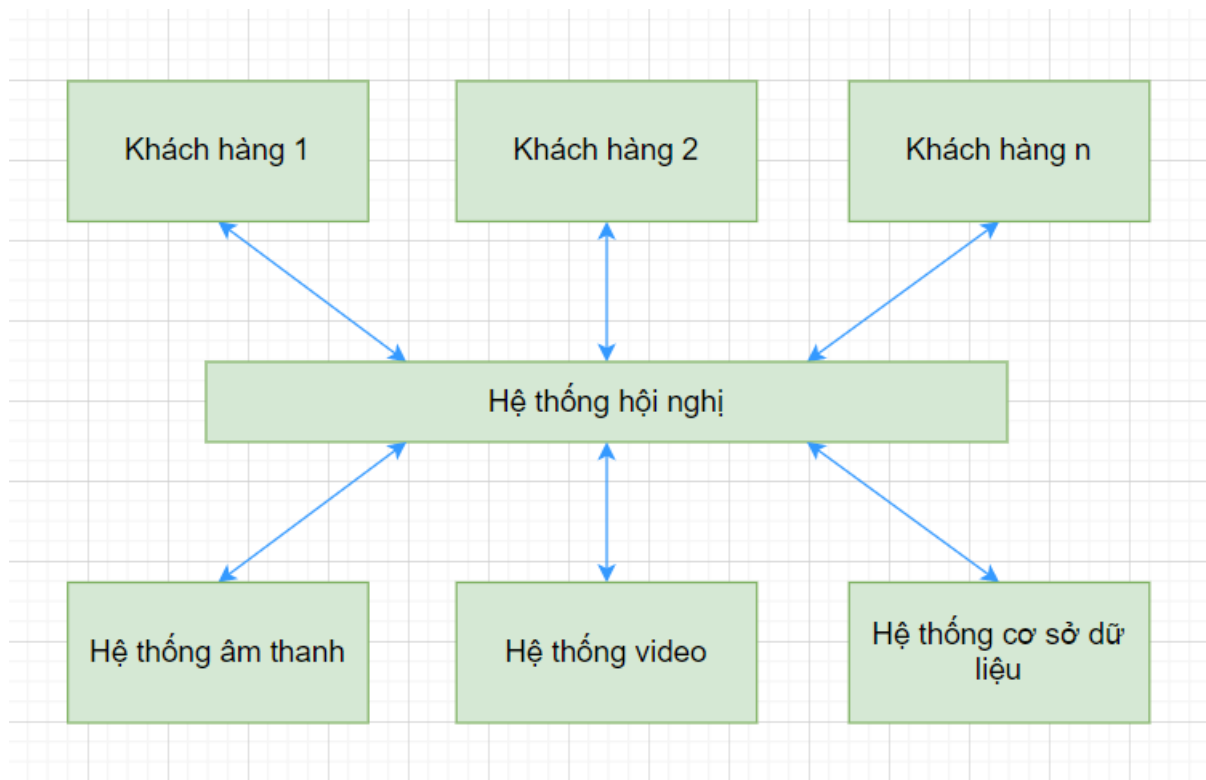 Khách hàng 1
Khách hàng 2
Khách hàng n
Hệ thống hội nghị
Hệ thống âm thanh
Hệ thống video
Hệ thống cơ sở dữ
liệu